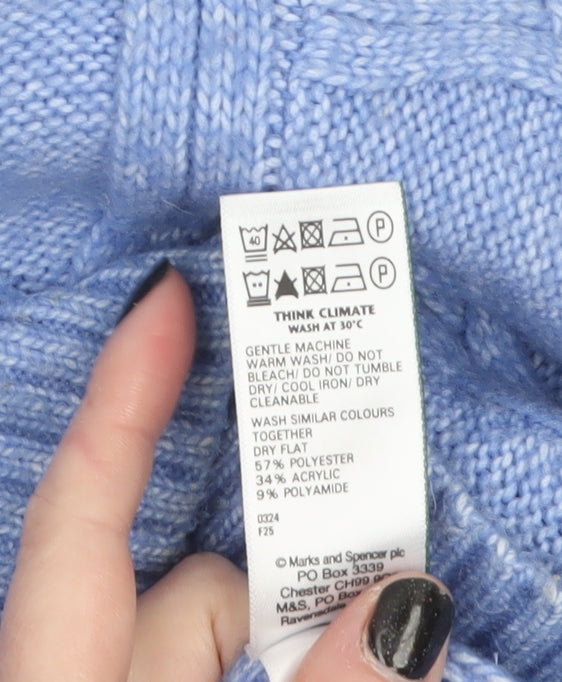 40 P
P
THINK CLIMATE
WASH AT 30°C
GENTLE MACHINE
WARM WASH/ DO NOT
BLEACH/ DO NOT TUMBLE
DRY/ COOL IRON/ DRY
CLEANABLE
WASH SIMILAR COLOURS
TOGETHER
DRY FLAT
57% POLYESTER
34% ACRYLIC
9% POLYAMIDE
0324
F25
© Marks and Spencer plc
PO Box 3339
Chester CH99
M&S, PO Box
Ravensdale